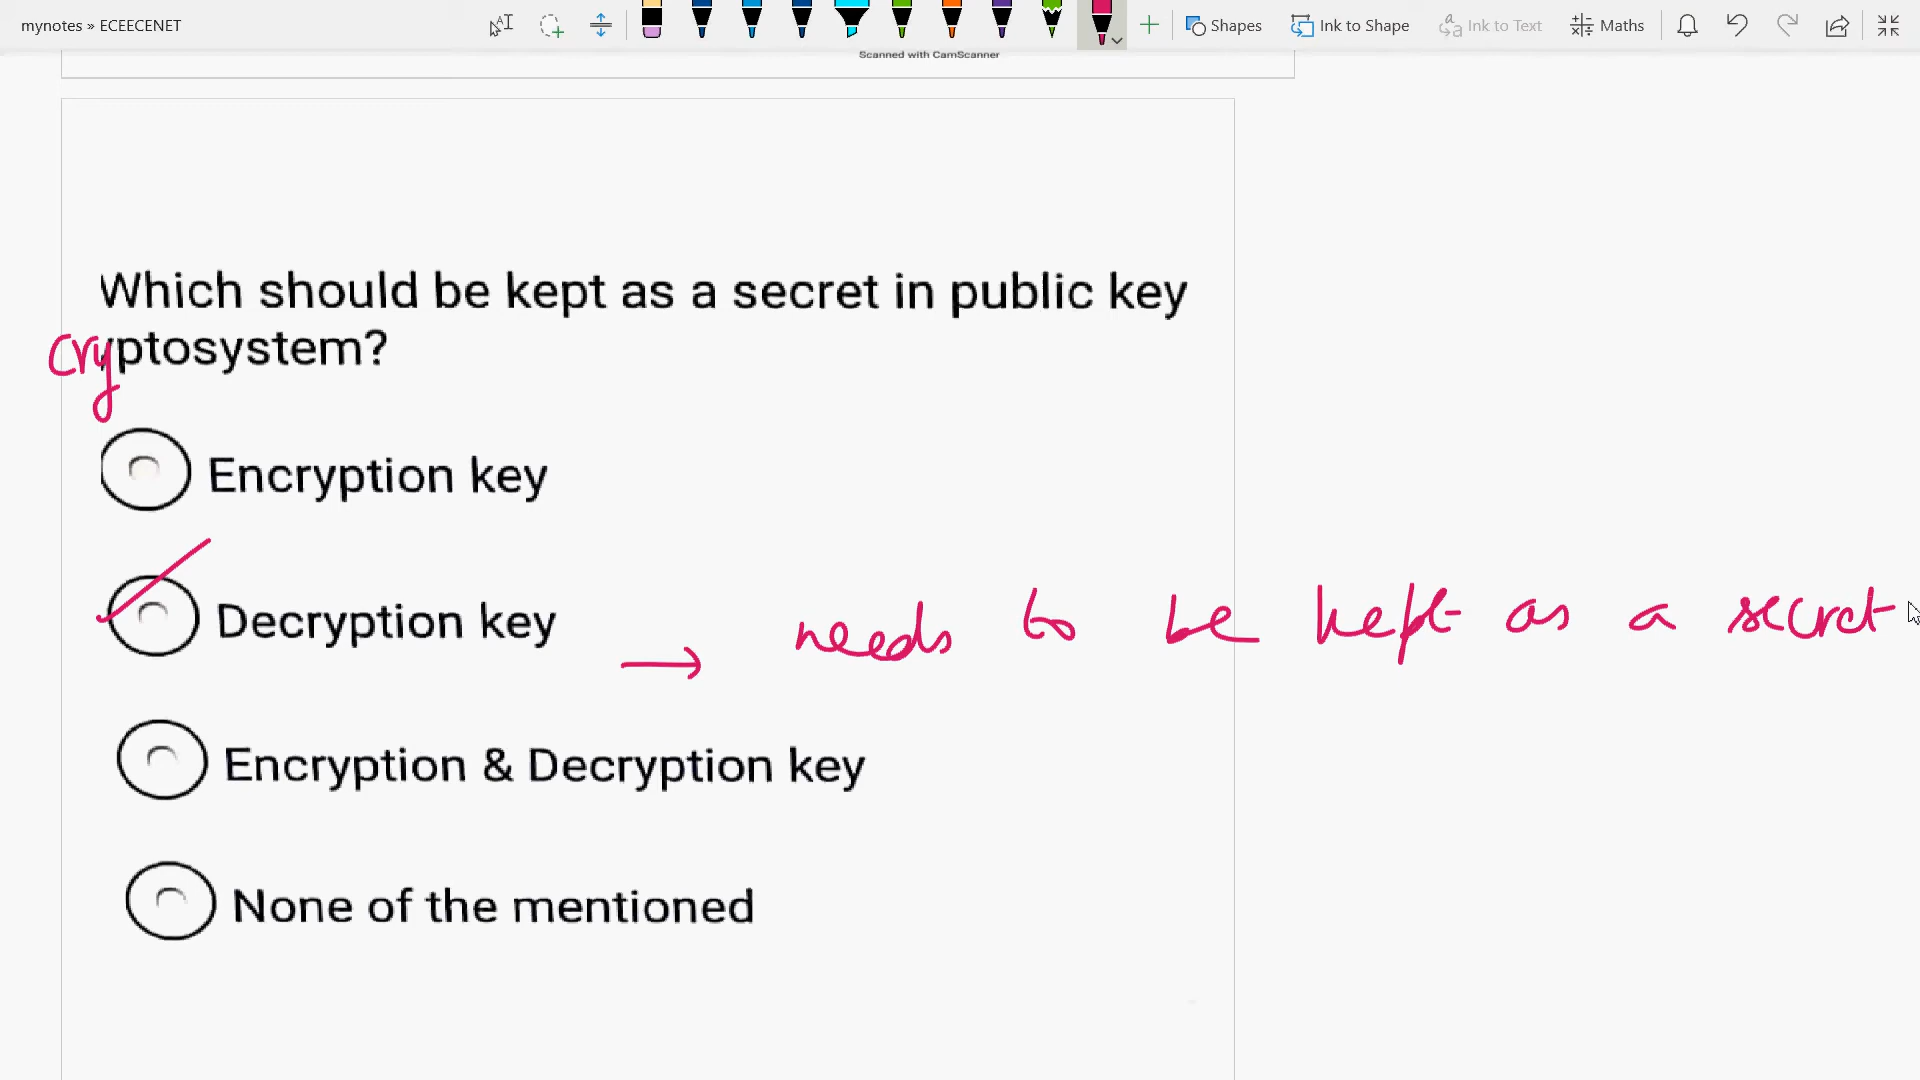 mynotes » ECEECENET
Shapes
Ink to Shape
Ink to Text
Maths
Scanned with CamScanner
Which should be kept as a secret in public key
cryptosystem?
Encryption key
Decryption key → needs to be kept as a secret
Encryption & Decryption key
None of the mentioned